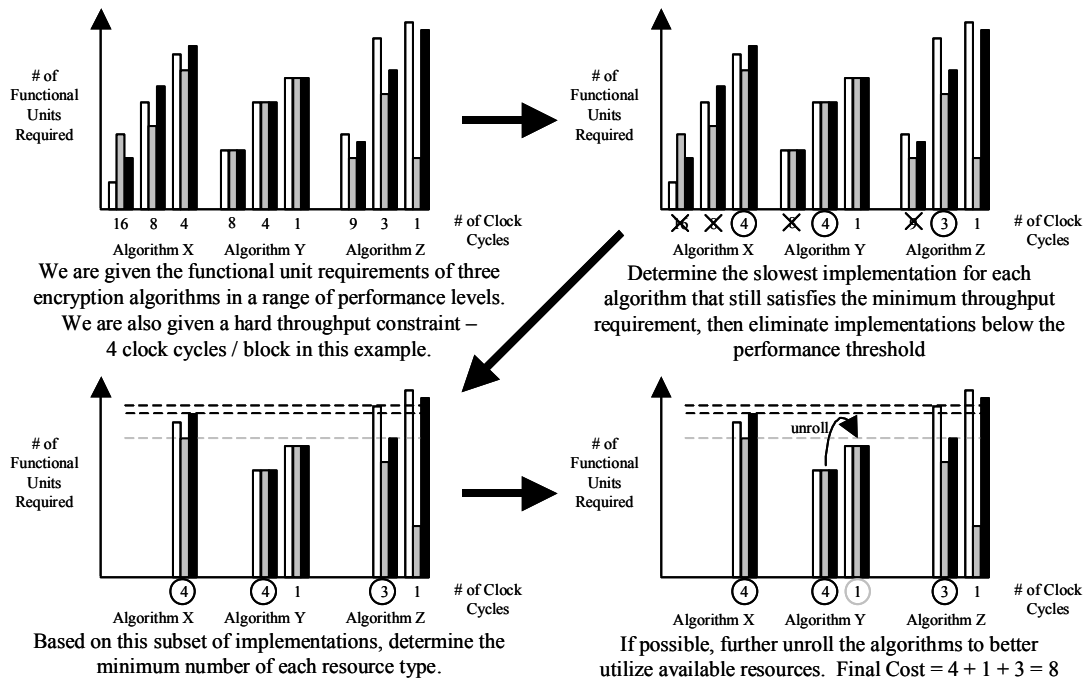 # of
Functional
Units
Required
16 8 4 8 4 1 9 3 1
# of Clock
Cycles
Algorithm X Algorithm Y Algorithm Z
We are given the functional unit requirements of three
encryption algorithms in a range of performance levels.
We are also given a hard throughput constraint –
4 clock cycles / block in this example.
# of
Functional
Units
Required
16 8 4 8 4 1 9 3 1
# of Clock
Cycles
Algorithm X Algorithm Y Algorithm Z
Determine the slowest implementation for each
algorithm that still satisfies the minimum throughput
requirement, then eliminate implementations below the
performance threshold
# of
Functional
Units
Required
4 4 1 3 1
# of Clock
Cycles
Algorithm X Algorithm Y Algorithm Z
Based on this subset of implementations, determine the
minimum number of each resource type.
# of
Functional
Units
Required
unroll
4 4 1 3 1
# of Clock
Cycles
Algorithm X Algorithm Y Algorithm Z
If possible, further unroll the algorithms to better
utilize available resources. Final Cost = 4 + 1 + 3 = 8